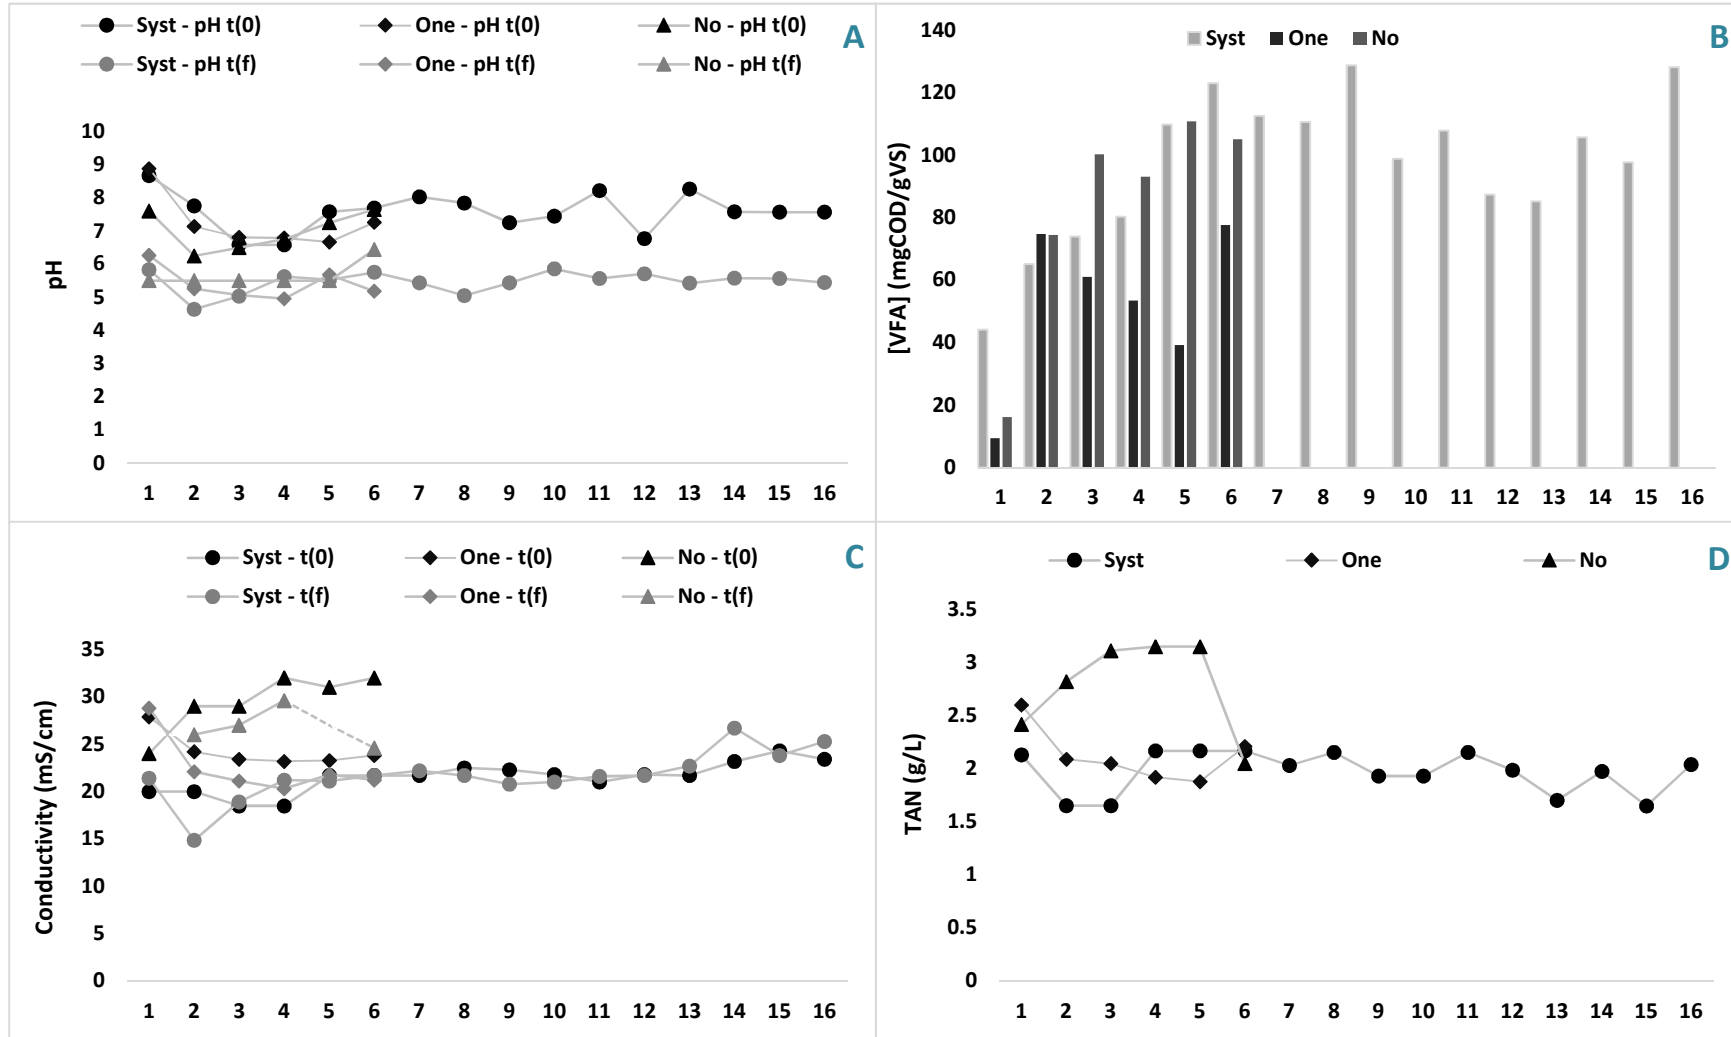 Syst - pH t(0) One - pH t(0) No - pH t(0) A
Syst - pH t(f) One - pH t(f) No - pH t(f)
pH
10
9
8
7
6
5
4
3
2
1
0
1 2 3 4 5 6 7 8 9 10 11 12 13 14 15 16
Syst One No B
[VFA] (mgCOD/gVS)
140
120
100
80
60
40
20
0
1 2 3 4 5 6 7 8 9 10 11 12 13 14 15 16
Syst - t(0) One - t(0) No - t(0) C
Syst - t(f) One - t(f) No - t(f)
Conductivity (mS/cm)
35
30
25
20
15
10
5
0
1 2 3 4 5 6 7 8 9 10 11 12 13 14 15 16
Syst One No D
TAN (g/L)
3.5
3
2.5
2
1.5
1
0.5
0
1 2 3 4 5 6 7 8 9 10 11 12 13 14 15 16